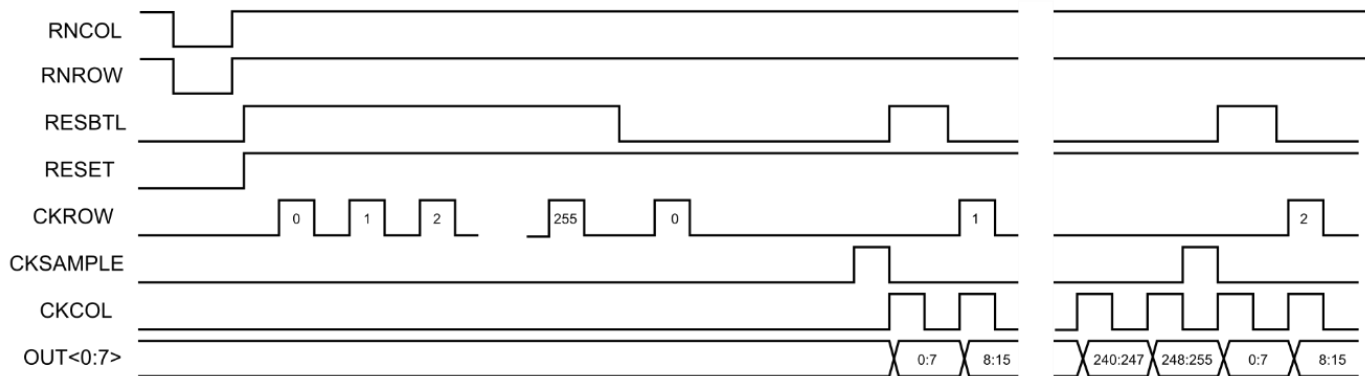 RNCOL
RNROW
RESBTL
RESET
CKROW 0 1 2 255 0 1 2
CKSAMPLE
CKCOL
OUT<0:7> 0:7 8:15 240:247 248:255 0:7 8:15